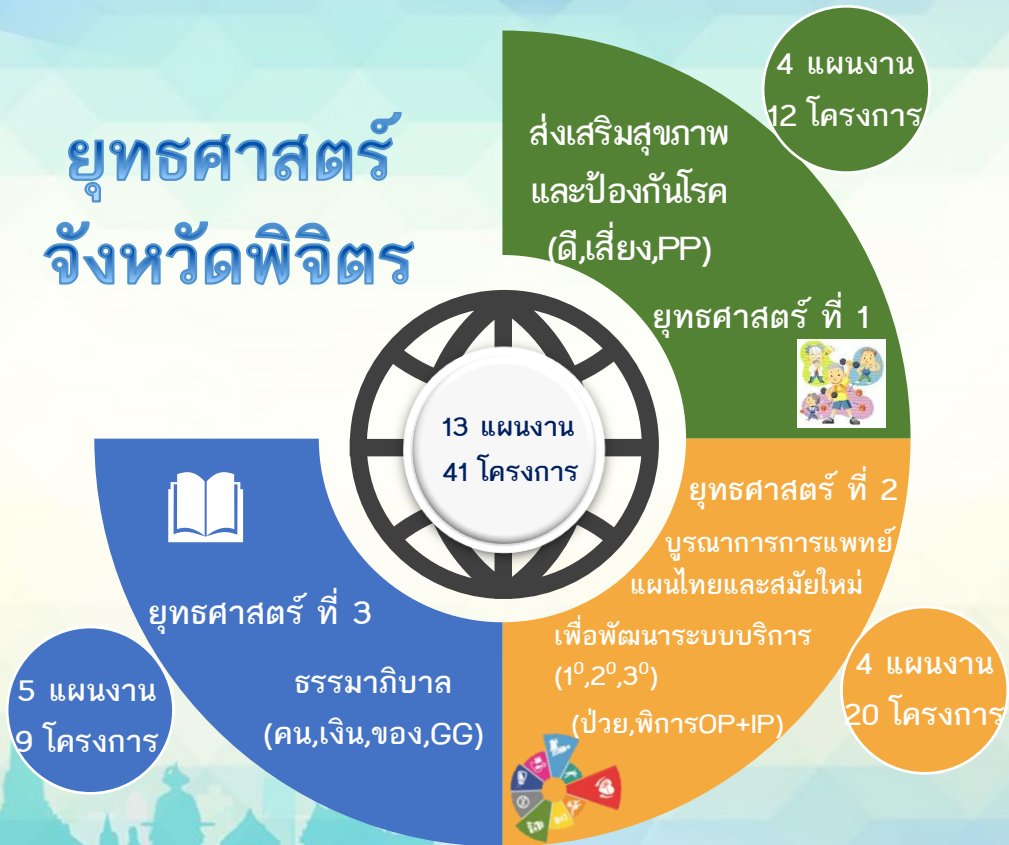 ยุทธศาสตร์
จังหวัดพิจิตร
4 แผนงาน
12 โครงการ
ส่งเสริมสุขภาพ
และป้องกันโรค
(ดี,เสี่ยง,PP)
ยุทธศาสตร์ ที่ 1
13 แผนงาน
41 โครงการ
ยุทธศาสตร์ ที่ 2
บูรณาการการแพทย์
แผนไทยและสมัยใหม่
เพื่อพัฒนาระบบบริการ
(1⁰,2⁰,3⁰)
(ป่วย,พิการOP+IP)
4 แผนงาน
20 โครงการ
ยุทธศาสตร์ ที่ 3
ธรรมาภิบาล
(คน,เงิน,ของ,GG)
5 แผนงาน
9 โครงการ